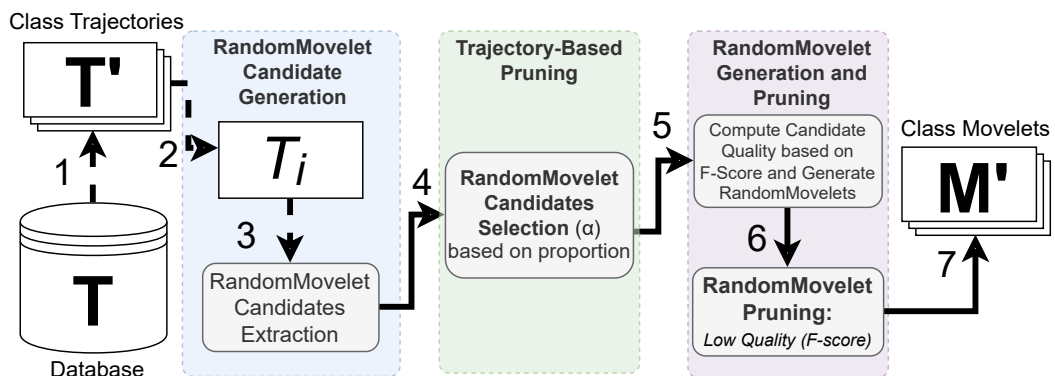 Class Trajectories
T'
1
T
Database
RandomMovelet
Candidate
Generation
2
T i
3
RandomMovelet
Candidates
Extraction
4
Trajectory-Based
Pruning
RandomMovelet
Candidates
Selection (α)
based on proportion
5
RandomMovelet
Generation and
Pruning
Compute Candidate
Quality based on
F-Score and Generate
RandomMovelets
6
RandomMovelet
Pruning:
Low Quality (F-score)
7
Class Movelets
M'